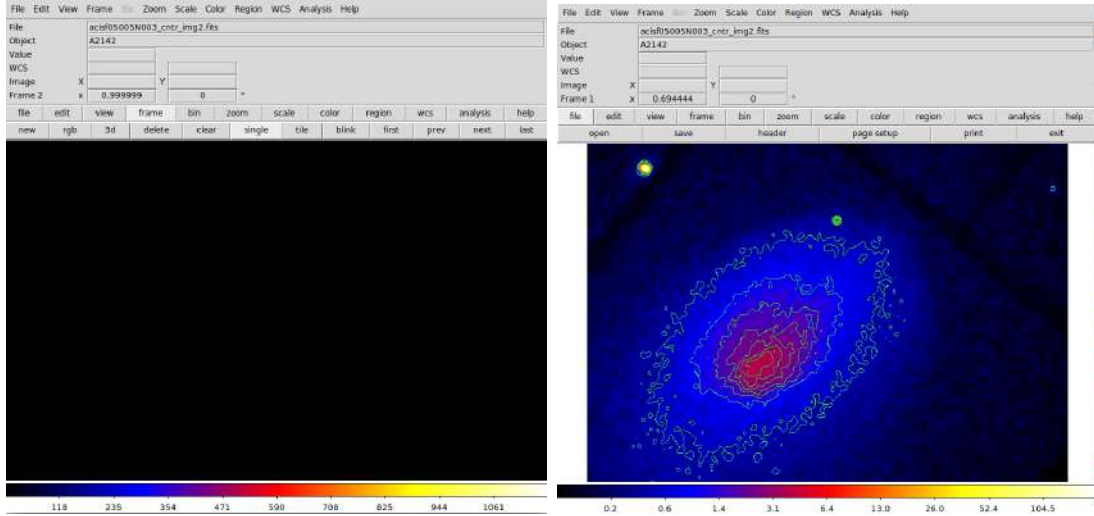 File Edit View Frame Bin Zoom Scale Color Region WCS Analysis Help
File acisf05005N003_cntr_img2.fits
Object A2142
Value
WCS
Image X Y
Frame 2 x 0.999999 0 °
file edit view frame bin zoom scale color region wcs analysis help
new rgb 3d delete clear single tile blink first prev next last
118 235 354 471 590 708 825 944 1061
File Edit View Frame Bin Zoom Scale Color Region WCS Analysis Help
File acisf05005N003_cntr_img2.fits
Object A2142
Value
WCS
Image X Y
Frame 1 x 0.694444 0 °
file edit view frame bin zoom scale color region wcs analysis help
open save header page setup print exit
0.2 0.6 1.4 3.1 6.4 13.0 26.0 52.4 104.5